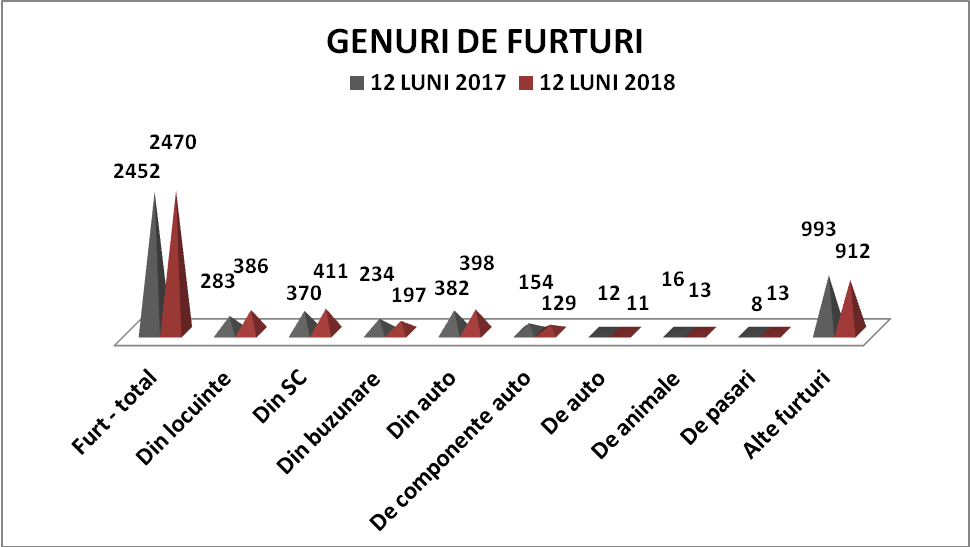 GENURI DE FURTURI
12 LUNI 2017 12 LUNI 2018
2452 2470
283 386
370 411
234 197
382 398
154 129
12 11
16 13
8 13
993 912
Furt - total
Din locuinte
Din SC
Din buzunare
Din auto
De componente auto
De auto
De animale
De pasari
Alte furturi